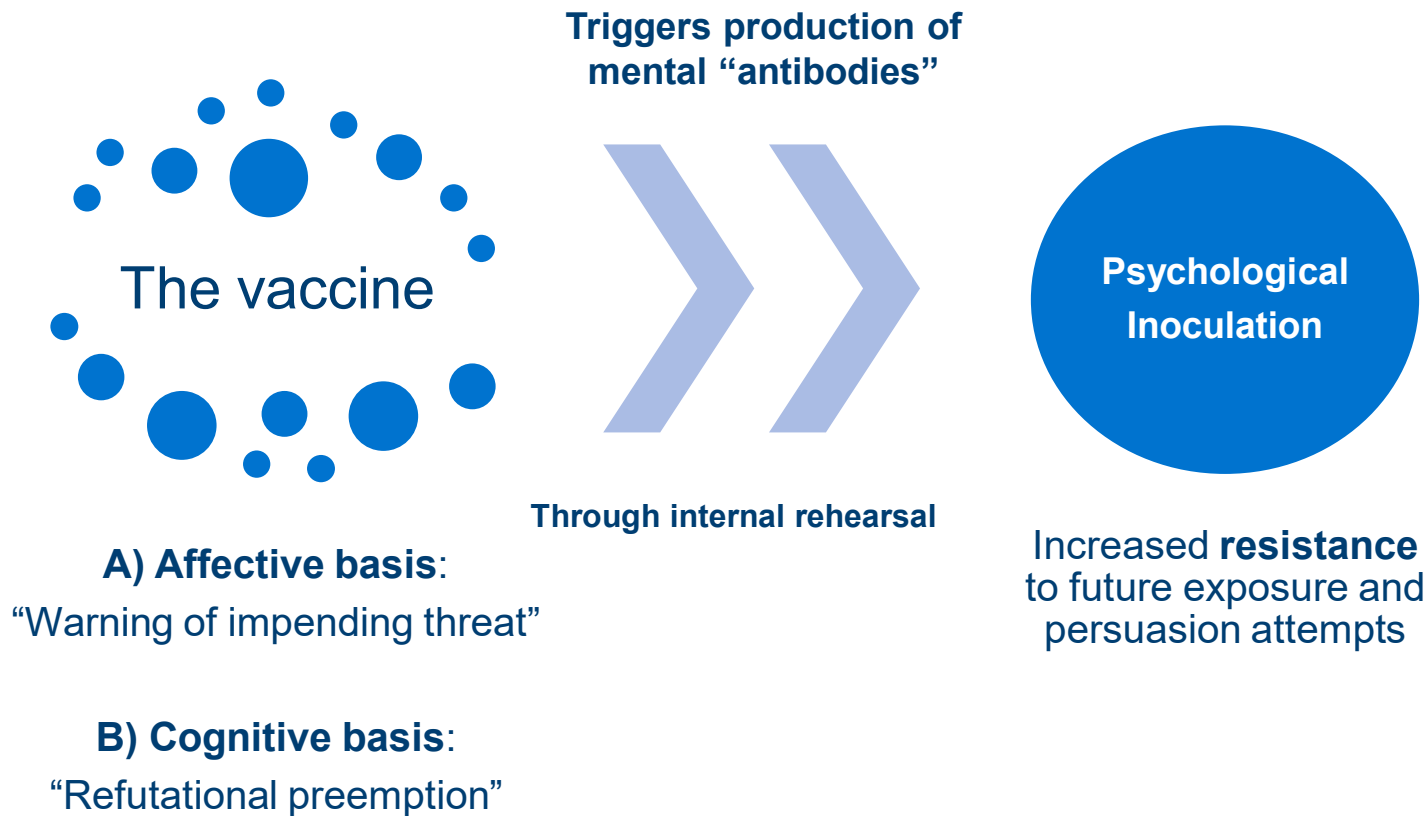 Triggers production of
mental “antibodies”
The vaccine
Through internal rehearsal
A) Affective basis:
“Warning of impending threat”
B) Cognitive basis:
“Refutational preemption”
Psychological
Inoculation
Increased resistance
to future exposure and
persuasion attempts